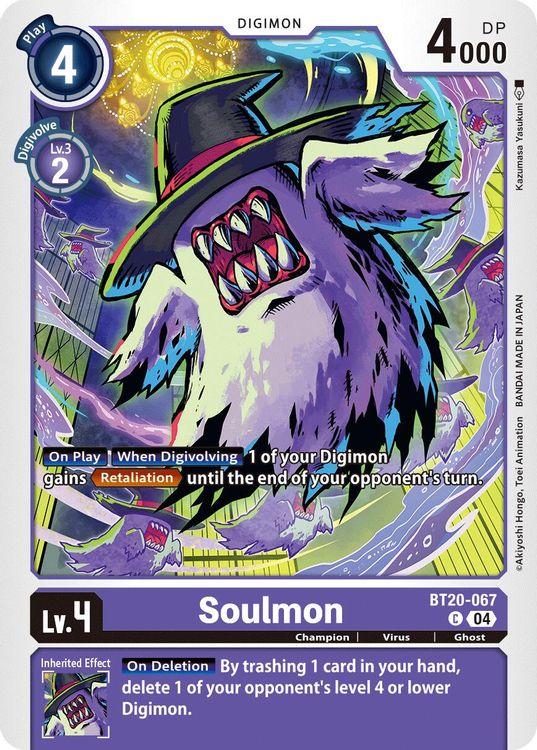 DIGIMON
Play
4
DP
4000
Digivolve
Lv.3
2
Kazumasa Yasukuni
©Akiyoshi Hongo, Toei Animation BANDAI MADE IN JAPAN
On Play When Digivolving 1 of your Digimon
gains Retaliation until the end of your opponent's turn.
Lv.4
Soulmon
BT20-067
C 04
Champion | Virus | Ghost
Inherited Effect
On Deletion By trashing 1 card in your hand,
delete 1 of your opponent's level 4 or lower
Digimon.